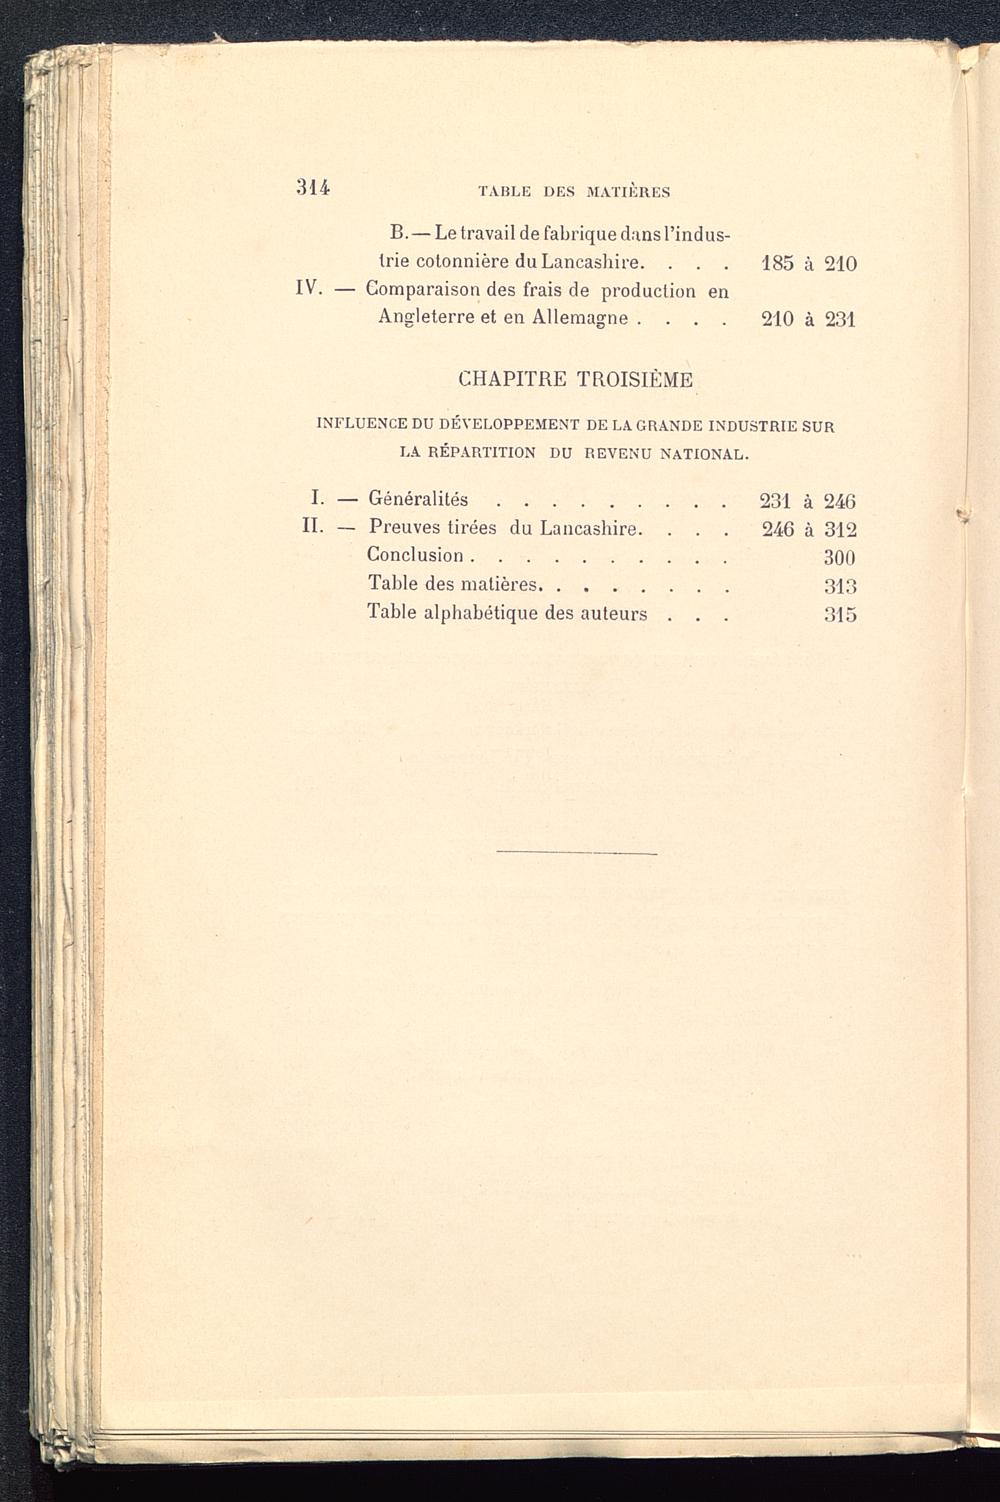 314 TABLE DES MATIÈRES
B. — Le travail de fabrique dans l'indus-
trie cotonnière du Lancashire. . . . 185 à 210
IV. — Comparaison des frais de production en
Angleterre et en Allemagne . . . . 210 à 231
CHAPITRE TROISIÈME
INFLUENCE DU DÉVELOPPEMENT DE LA GRANDE INDUSTRIE SUR
LA RÉPARTITION DU REVENU NATIONAL.
I. — Généralités . . . . . . . . . 231 à 246
II. — Preuves tirées du Lancashire. . . . 246 à 312
Conclusion . . . . . . . . . . 300
Table des matières. . . . . . . . 313
Table alphabétique des auteurs . . . 315